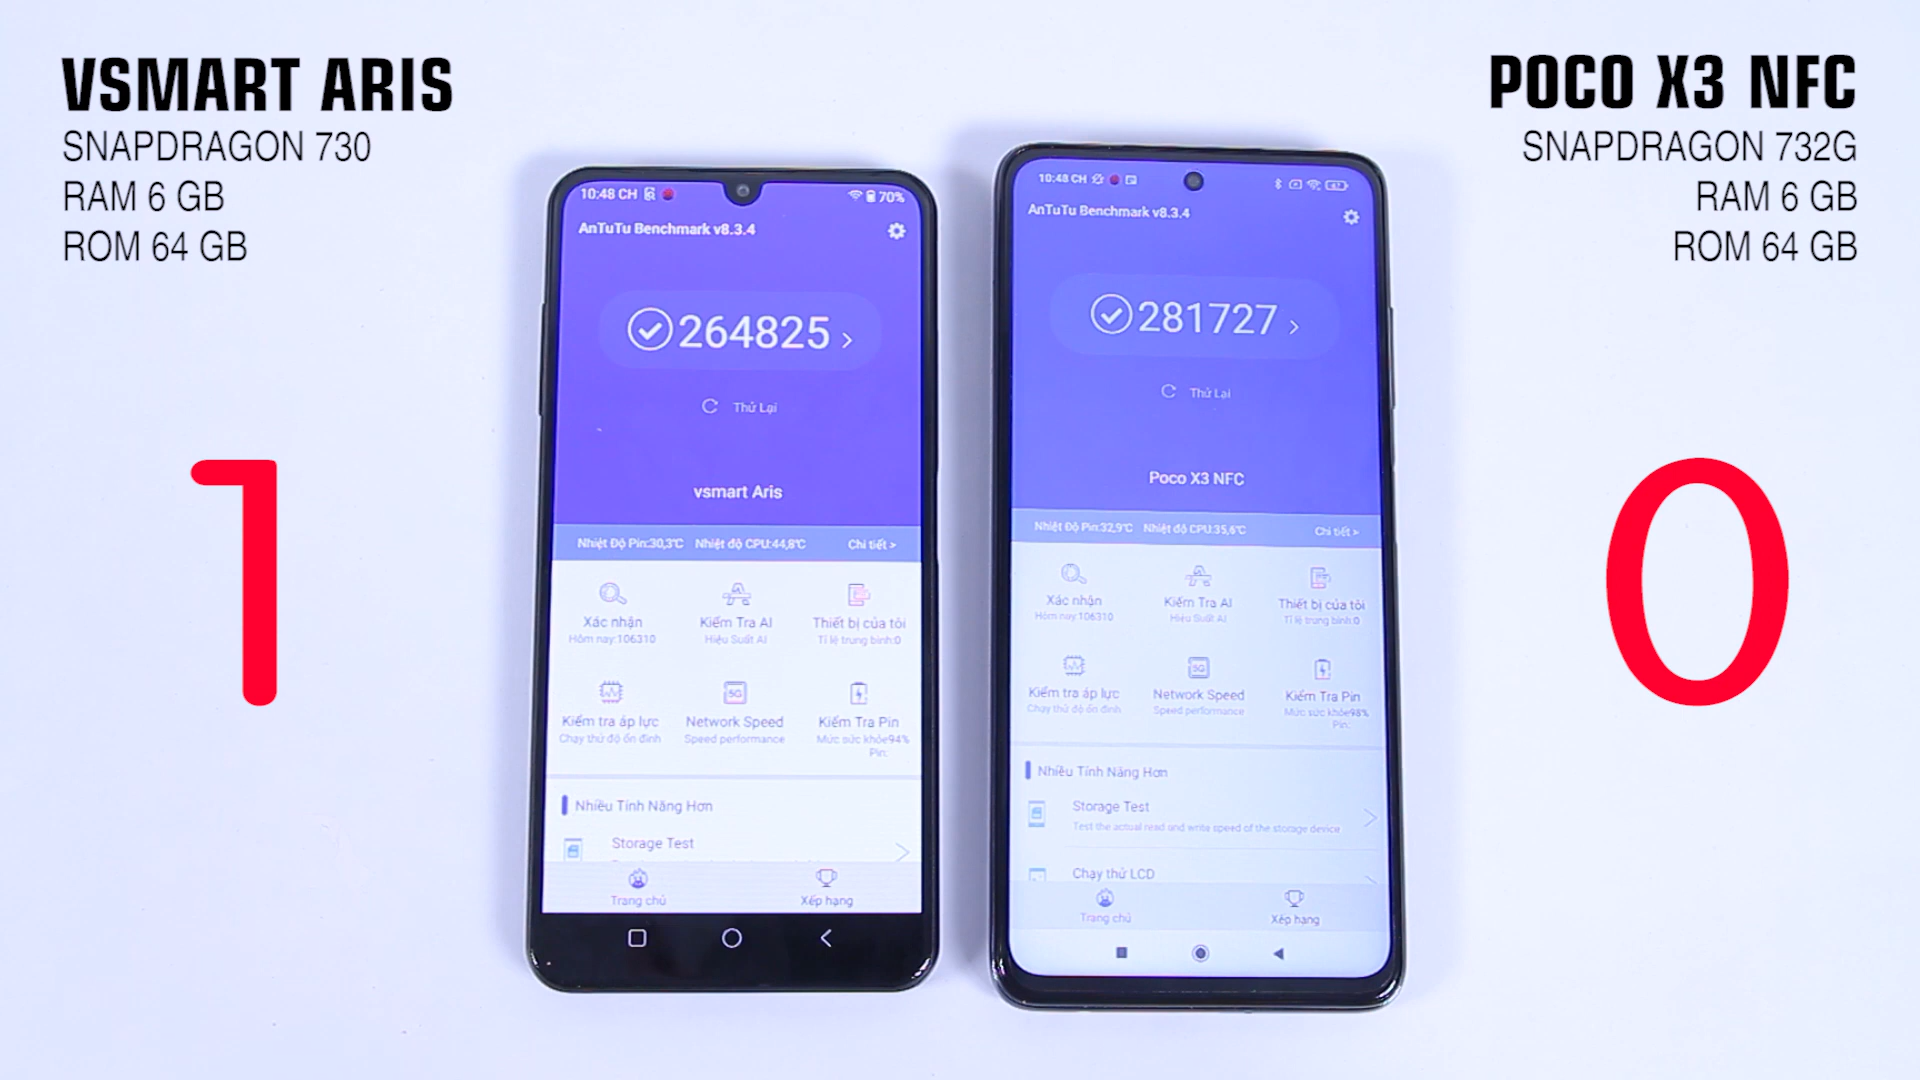 VSMART ARIS
SNAPDRAGON 730
RAM 6 GB
ROM 64 GB
1
10:48 CH
70%
AnTuTu Benchmark v8.3.4
264825 >
Thử Lại
vsmart Aris
Nhiệt Độ Pin:30,3℃ Nhiệt độ CPU:44,8℃ Chi tiết >
Xác nhận Kiểm Tra AI Thiết bị của tôi
Hôm nay:106310 Hiệu Suất AI Tỉ lệ trung bình:0
5G
Kiểm tra áp lực Network Speed Kiểm Tra Pin
Chạy thử độ ổn định Speed performance Mức sức khỏe94%
Pin:
Nhiều Tính Năng Hơn
Storage Test
Trang chủ Xếp hạng
POCO X3 NFC
SNAPDRAGON 732G
RAM 6 GB
ROM 64 GB
0
10:48 CH
AnTuTu Benchmark v8.3.4
281727 >
Thử Lại
Poco X3 NFC
Nhiệt Độ Pin:32,9℃ Nhiệt độ CPU:35,6℃ Chi tiết >
Xác nhận Kiểm Tra AI Thiết bị của tôi
Hôm nay:106310 Hiệu Suất AI Tỉ lệ trung bình:0
5G
Kiểm tra áp lực Network Speed Kiểm Tra Pin
Chạy thử độ ổn định Speed performance Mức sức khỏe98%
Pin:
Nhiều Tính Năng Hơn
Storage Test
Test the actual read and write speed of the storage device
Chạy thử LCD
Trang chủ Xếp hạng